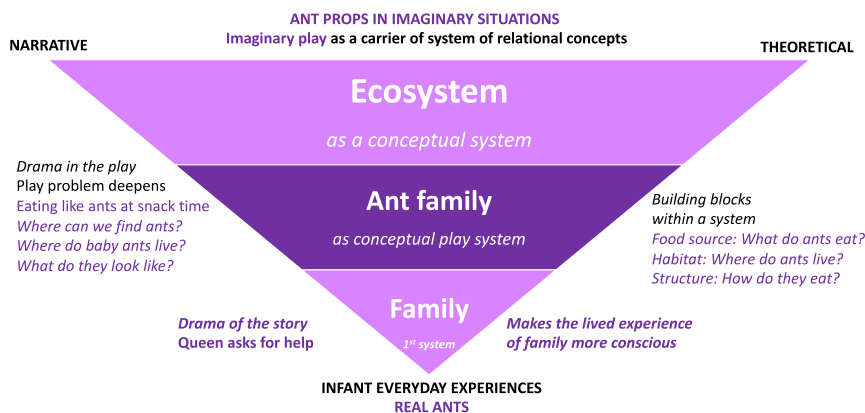 ANT PROPS IN IMAGINARY SITUATIONS
Imaginary play as a carrier of system of relational concepts
NARRATIVE
THEORETICAL
Ecosystem
as a conceptual system
Drama in the play
Play problem deepens
Eating like ants at snack time
Where can we find ants?
Where do baby ants live?
What do they look like?
Ant family
as conceptual play system
Building blocks
within a system
Food source: What do ants eat?
Habitat: Where do ants live?
Structure: How do they eat?
Family
1st system
Drama of the story
Queen asks for help
Makes the lived experience
of family more conscious
INFANT EVERYDAY EXPERIENCES
REAL ANTS